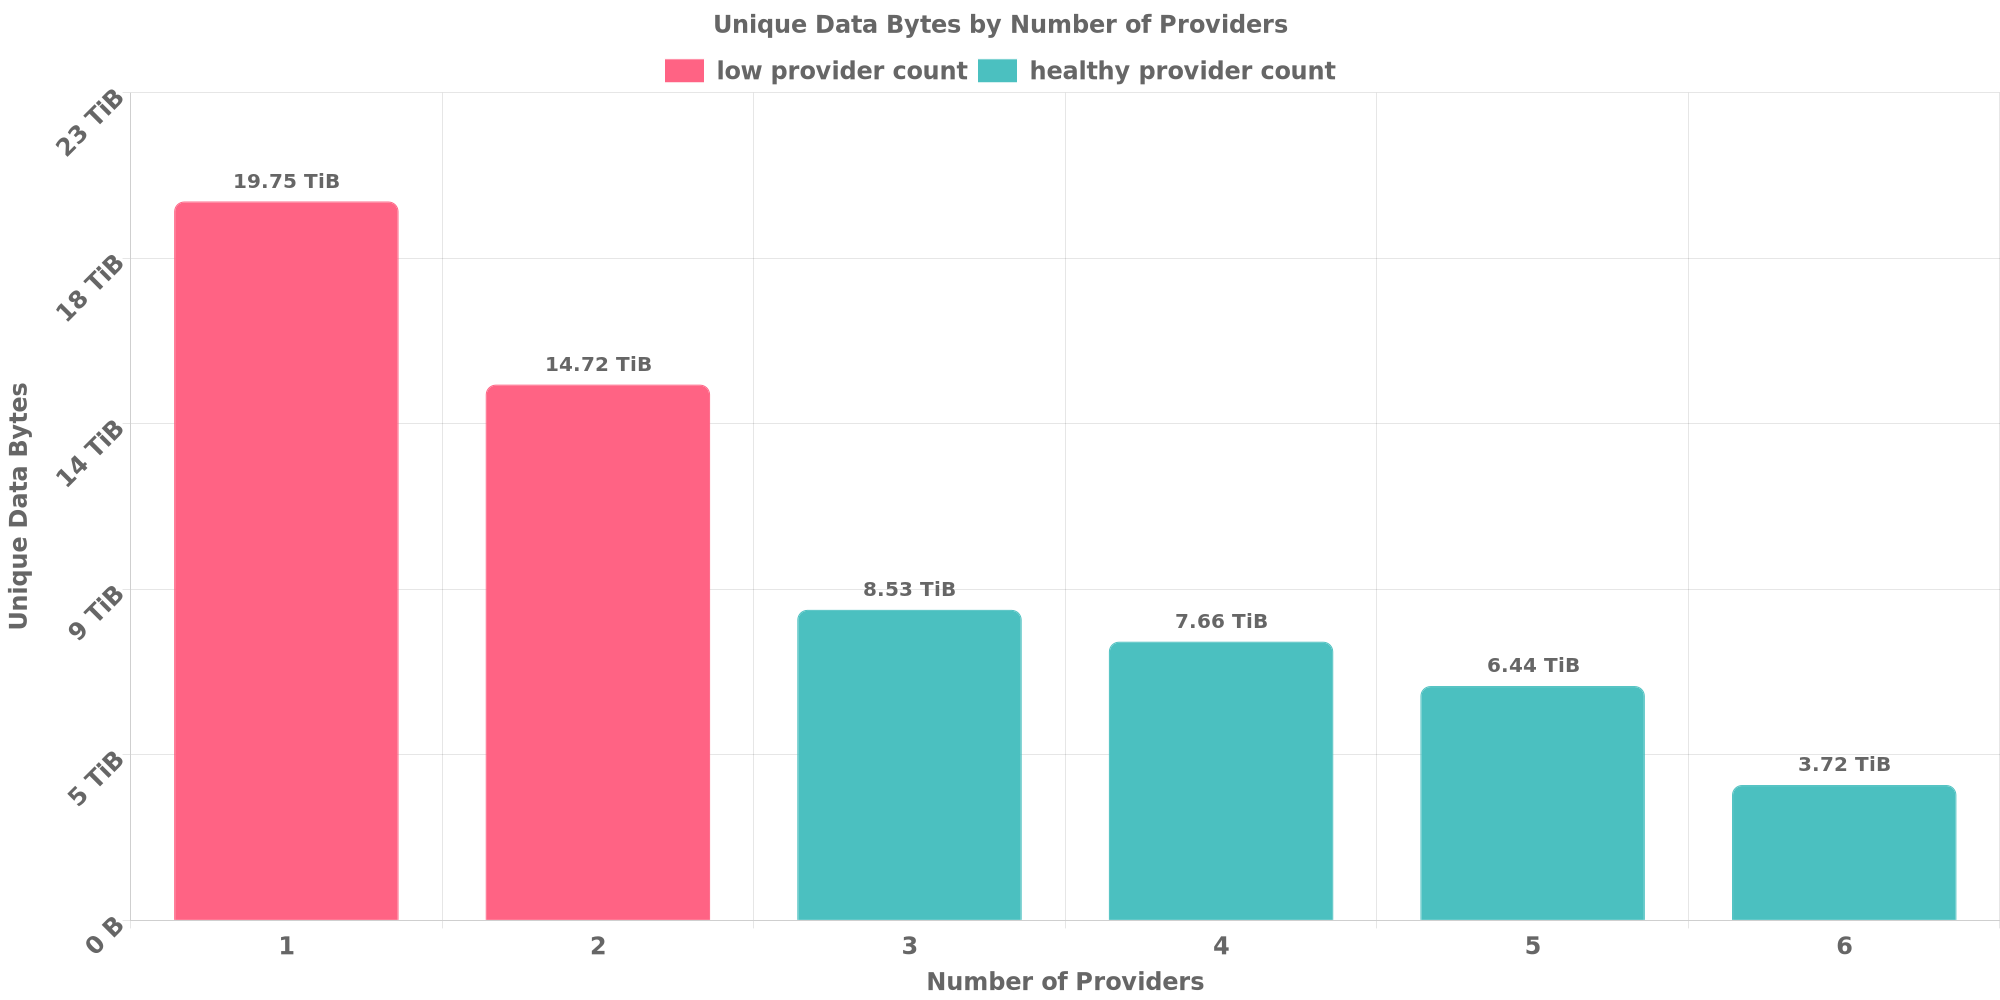 Unique Data Bytes by Number of Providers
low provider count healthy provider count
23 TiB
18 TiB
14 TiB
9 TiB
5 TiB
0 B
Unique Data Bytes
19.75 TiB
14.72 TiB
8.53 TiB
7.66 TiB
6.44 TiB
3.72 TiB
1 2 3 4 5 6
Number of Providers